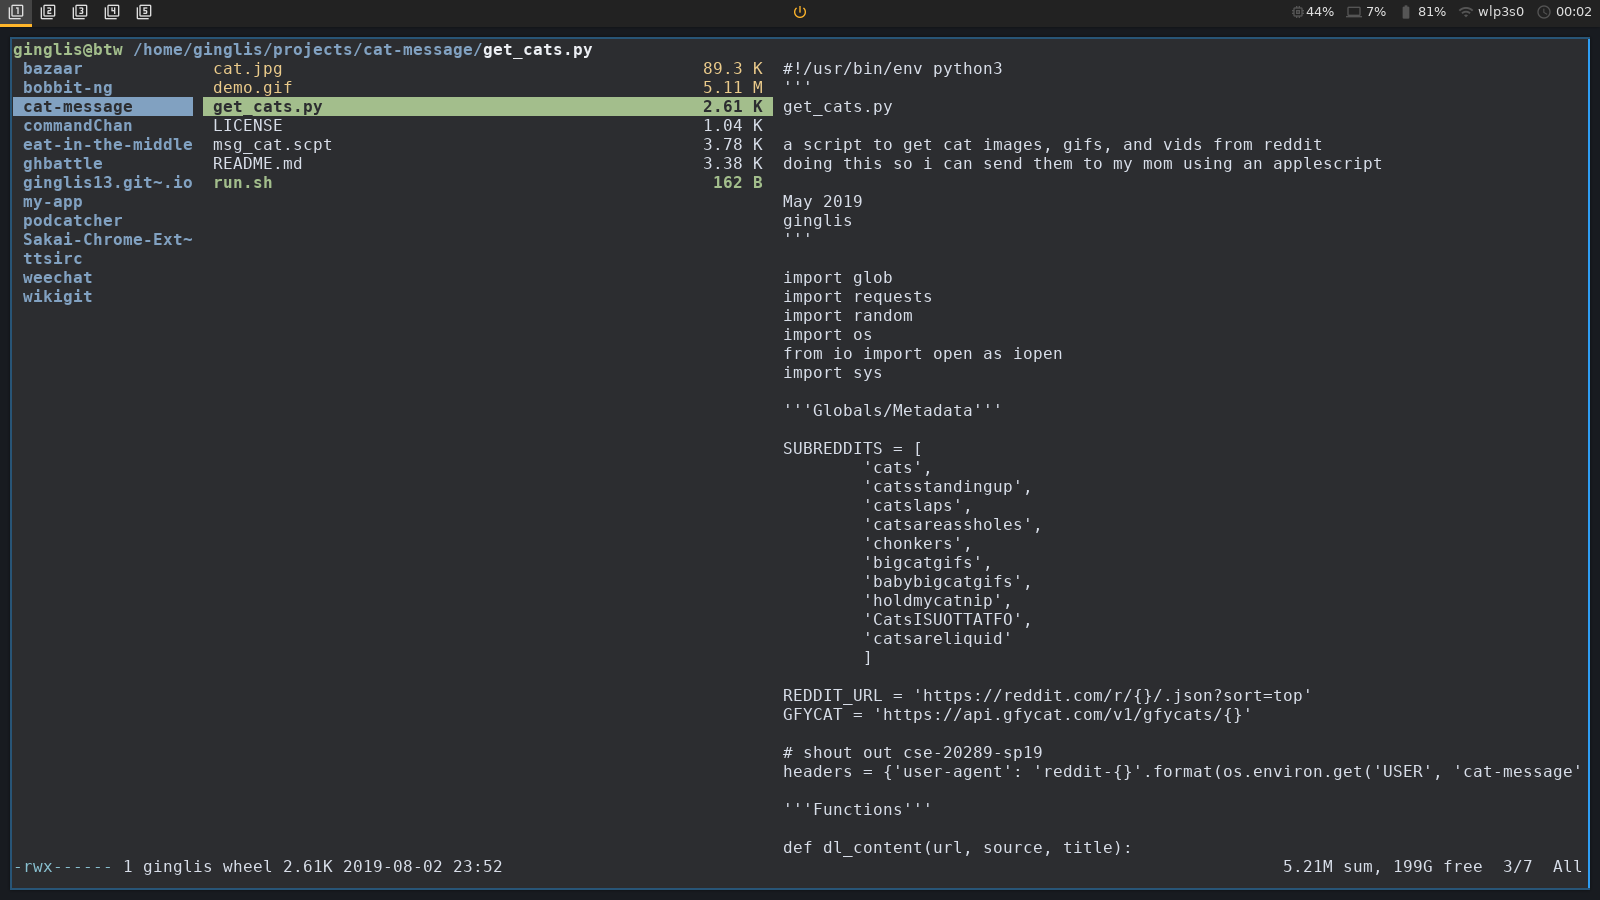 1 2 3 4 5 44% 7% 81% wlp3s0 00:02
ginglis@btw /home/ginglis/projects/cat-message/get_cats.py
bazaar
bobbit-ng
cat-message
commandChan
eat-in-the-middle
ghbattle
ginglis13.git~.io
my-app
podcatcher
Sakai-Chrome-Ext~
ttsirc
weechat
wikigit
cat.jpg 89.3 K
demo.gif 5.11 M
get_cats.py 2.61 K
LICENSE 1.04 K
msg_cat.scpt 3.78 K
README.md 3.38 K
run.sh 162 B
#!/usr/bin/env python3
'''
get_cats.py
a script to get cat images, gifs, and vids from reddit
doing this so i can send them to my mom using an applescript
May 2019
ginglis
'''
import glob
import requests
import random
import os
from io import open as iopen
import sys
'''Globals/Metadata'''
SUBREDDITS = [
'cats',
'catsstandingup',
'catslaps',
'catsareassholes',
'chonkers',
'bigcatgifs',
'babybigcatgifs',
'holdmycatnip',
'CatsISUOTTATFO',
'catsareliquid'
]
REDDIT_URL = 'https://reddit.com/r/{}/.json?sort=top'
GFYCAT = 'https://api.gfycat.com/v1/gfycats/{}'
# shout out cse-20289-sp19
headers = {'user-agent': 'reddit-{}'.format(os.environ.get('USER', 'cat-message'
'''Functions'''
def dl_content(url, source, title):
-rwx------ 1 ginglis wheel 2.61K 2019-08-02 23:52 5.21M sum, 199G free 3/7 All